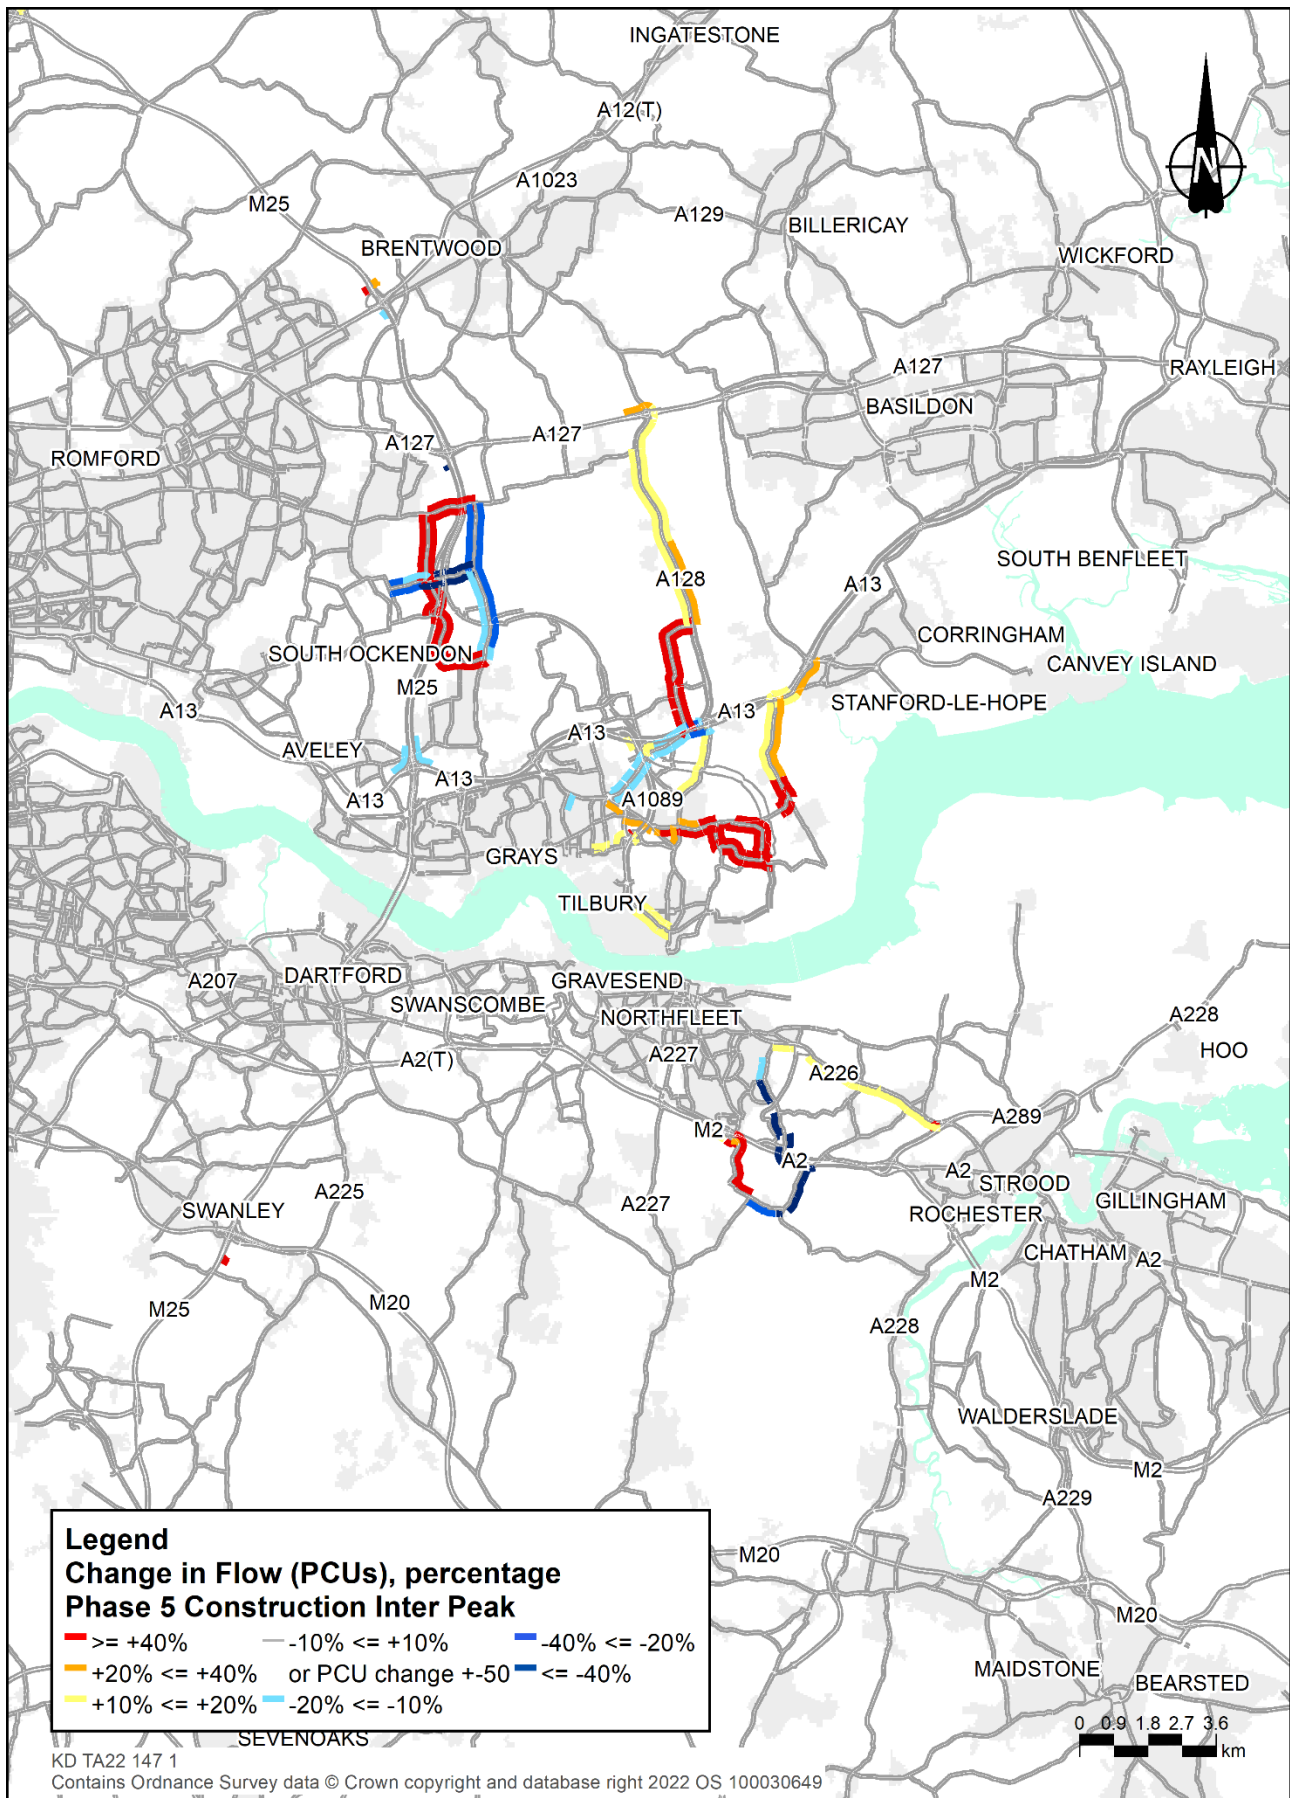 INGATESTONE
A12(T)
N
A1023
M25
A129
BILLERICAY
BRENTWOOD
WICKFORD
A127
RAYLEIGH
BASILDON
A127
A127
ROMFORD
SOUTH BENFLEET
A128
A13
CORRINGHAM
SOUTH OCKENDON
CANVEY ISLAND
M25
STANFORD-LE-HOPE
A13
A13
A13
AVELEY
A13
A13
A1089
GRAYS
TILBURY
DARTFORD
A207
GRAVESEND
SWANSCOMBE
NORTHFLEET
A228
HOO
A227
A2(T)
A226
A289
M2
A2
A2
STROOD
A225
GILLINGHAM
A227
SWANLEY
ROCHESTER
CHATHAM
A2
M2
M20
M25
A228
WALDERSLADE
M2
A229
M20
M20
MAIDSTONE
BEARSTED
Legend
Change in Flow (PCUs), percentage
Phase 5 Construction Inter Peak
>= +40% -10% <= +10% -40% <= -20%
+20% <= +40% or PCU change +-50 <= -40%
+10% <= +20% -20% <= -10%
SEVENOAKS
0 0.9 1.8 2.7 3.6
km
KD TA22 147 1
Contains Ordnance Survey data © Crown copyright and database right 2022 OS 100030649